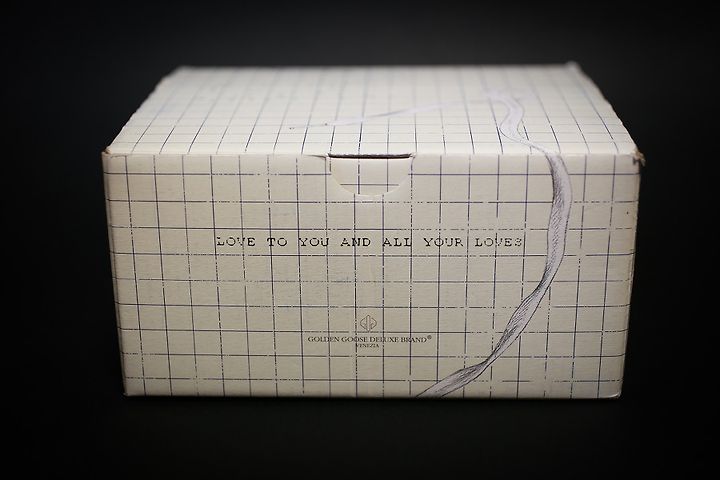 LOVE TO YOU AND ALL YOUR LOVES
GOLDEN GOOSE DELUXE BRAND®
VENEZIA